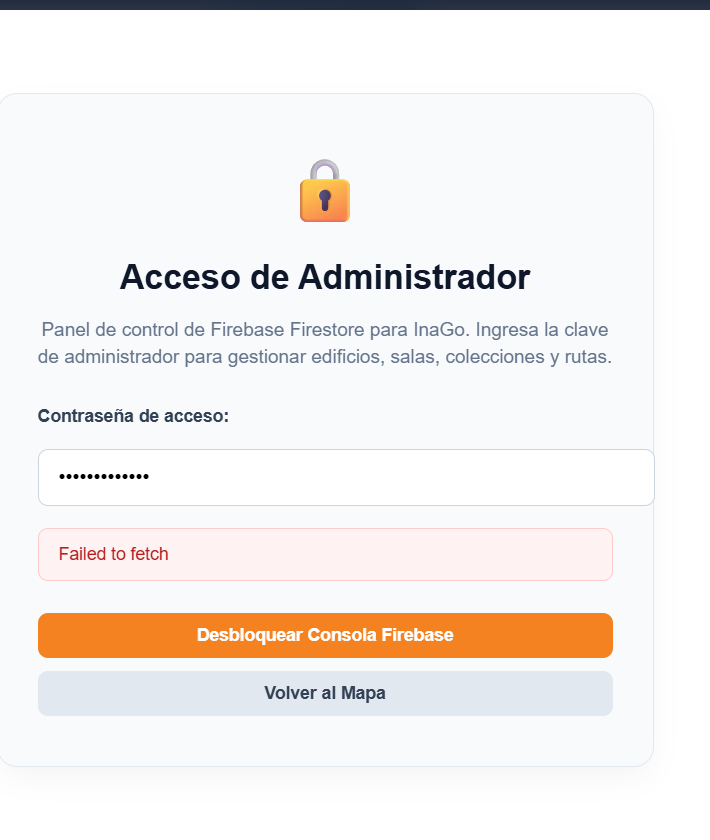 Acceso de Administrador
Panel de control de Firebase Firestore para InaGo. Ingresa la clave
de administrador para gestionar edificios, salas, colecciones y rutas.
Contraseña de acceso:
•••••••••••••
Failed to fetch
Desbloquear Consola Firebase
Volver al Mapa